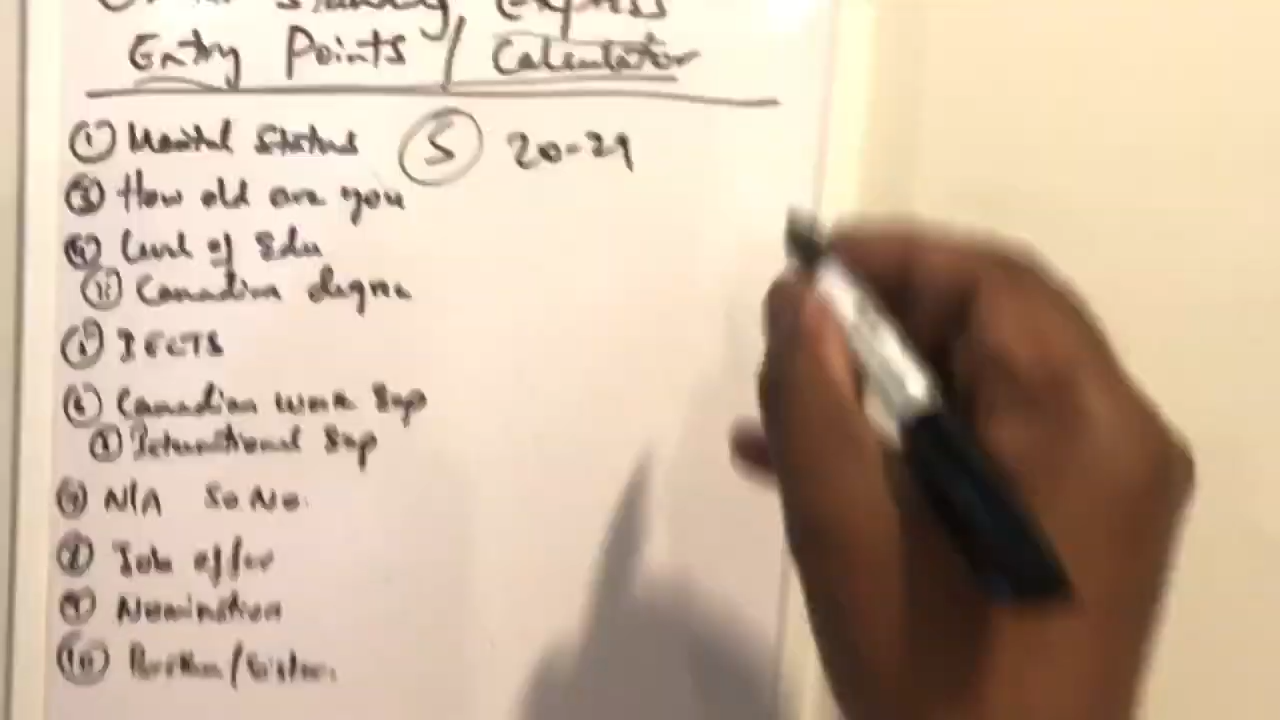 Express
Entry Points / Calculator
① Marital Status Ⓢ 20-29
③ How old are you
④ Level of Edu
ii Canadian degree
⑤ IELTS
⑥ Canadian Work Exp
ii International Exp
⑦ N/A so No.
⑧ Job offer
⑨ Nomination
⑩ Brother/Sister.